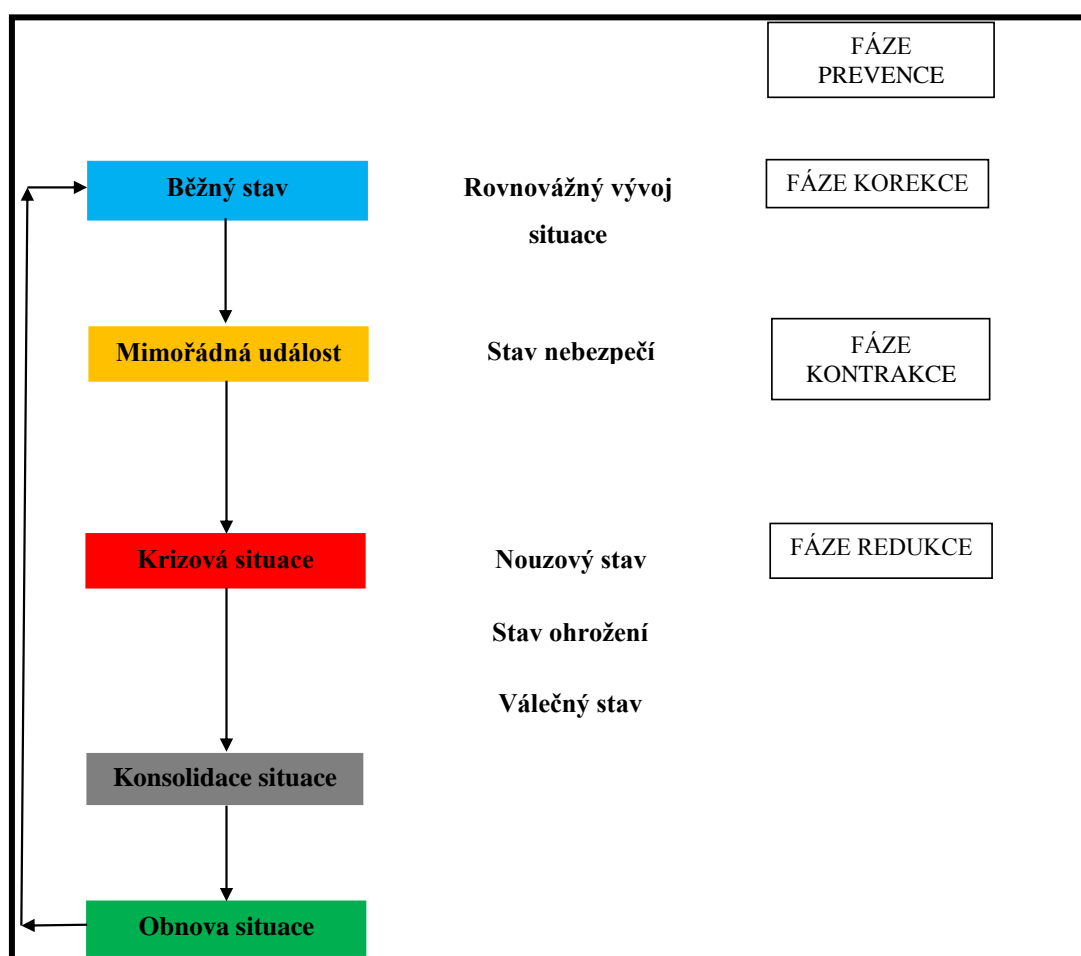 FÁZE
PREVENCE
Běžný stav
Rovnovážný vývoj
situace
FÁZE KOREKCE
Mimořádná událost
Stav nebezpečí
FÁZE
KONTRAKCE
Krizová situace
Nouzový stav
FÁZE REDUKCE
Stav ohrožení
Válečný stav
Konsolidace situace
Obnova situace